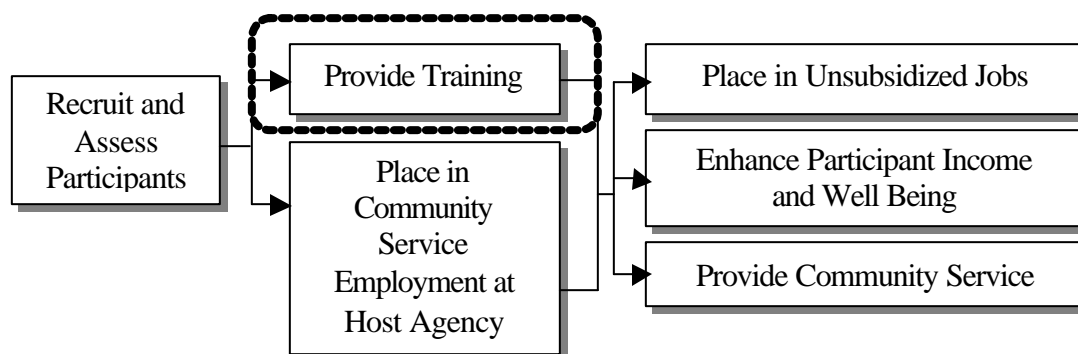 Recruit and
Assess
Participants
Provide Training
Place in
Community
Service
Employment at
Host Agency
Place in Unsubsidized Jobs
Enhance Participant Income
and Well Being
Provide Community Service